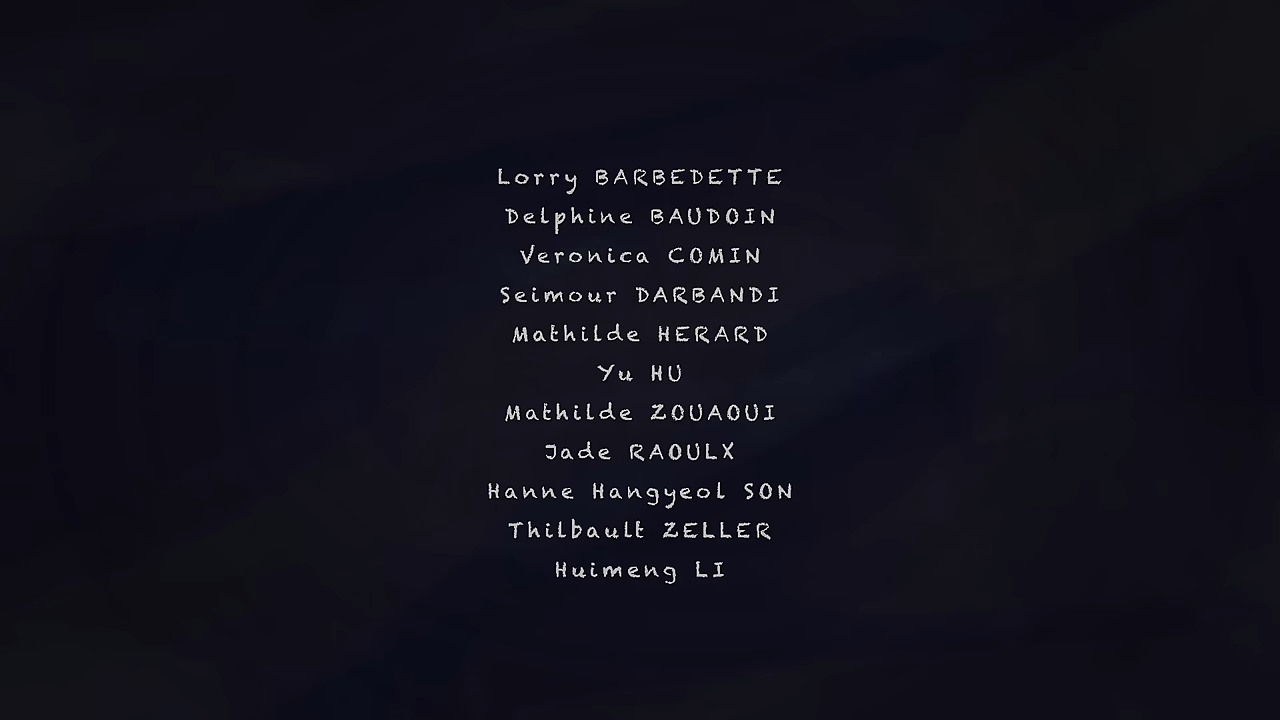 Lorry BARBEDETTE
Delphine BAUDOIN
Veronica COMIN
Seimour DARBANDI
Mathilde HERARD
Yu HU
Mathilde ZOUAOUI
Jade RAOULX
Hanne Hangyeol SON
Thilbault ZELLER
Huimeng LI